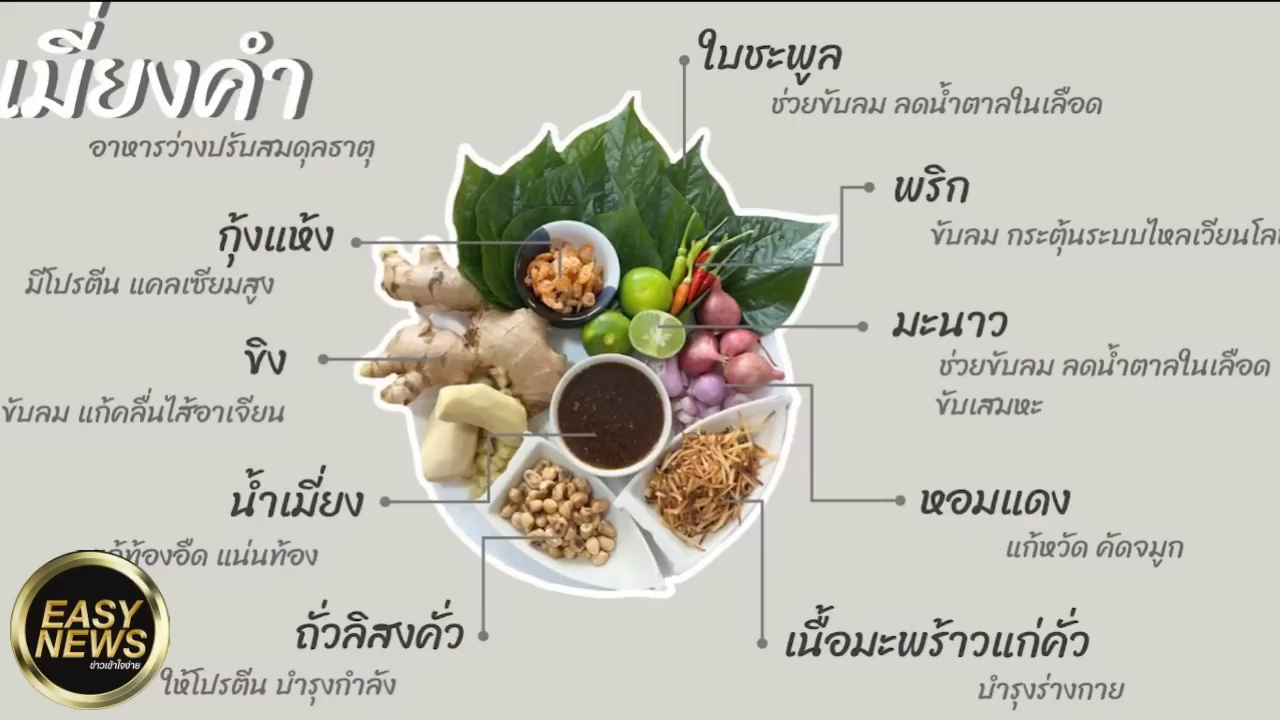 เมี่ยงคำ
อาหารว่างปรับสมดุลธาตุ
ใบชะพูล
ช่วยขับลม ลดน้ำตาลในเลือด
กุ้งแห้ง
มีโปรตีน แคลเซียมสูง
พริก
ขับลม กระตุ้นระบบไหลเวียน
ขิง
ขับลม แก้คลื่นไส้อาเจียน
มะนาว
ช่วยขับลม ลดน้ำตาลในเลือด
ขับเสมหะ
น้ำเมี่ยง
ท้องอืด แน่นท้อง
หอมแดง
แก้หวัด คัดจมูก
ถั่วลิสงคั่ว
ให้โปรตีน บำรุงกำลัง
เนื้อมะพร้าวแก่คั่ว
บำรุงร่างกาย
EASY
NEWS
ข่าวเข้าใจง่าย